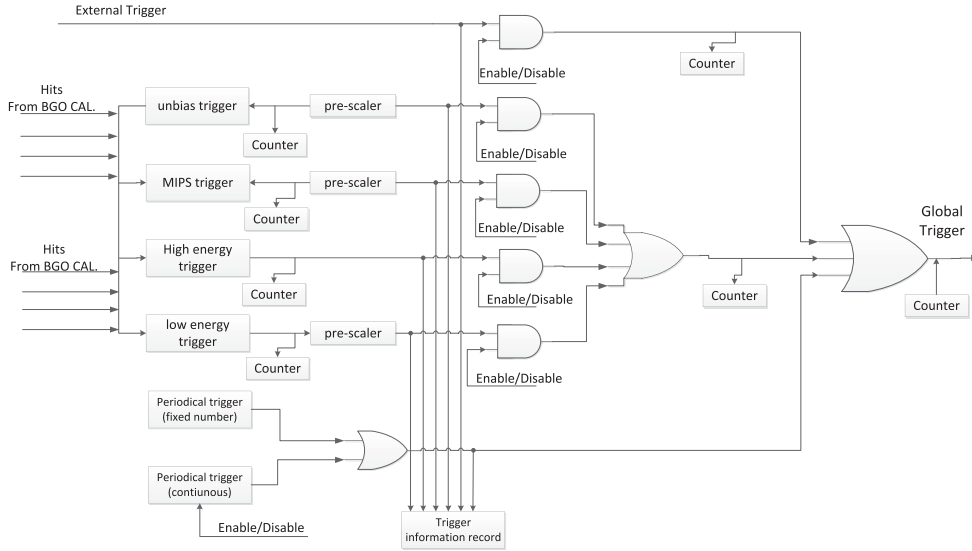 External Trigger
Enable/Disable
Counter
Hits
From BGO CAL.
unbias trigger
pre-scaler
Counter
Enable/Disable
MIPS trigger
pre-scaler
Counter
Enable/Disable
Global
Trigger
Hits
From BGO CAL.
High energy
trigger
Counter
Enable/Disable
Counter
Counter
low energy
trigger
pre-scaler
Counter
Enable/Disable
Periodical trigger
(fixed number)
Periodical trigger
(contiunous)
Enable/Disable
Trigger
information record